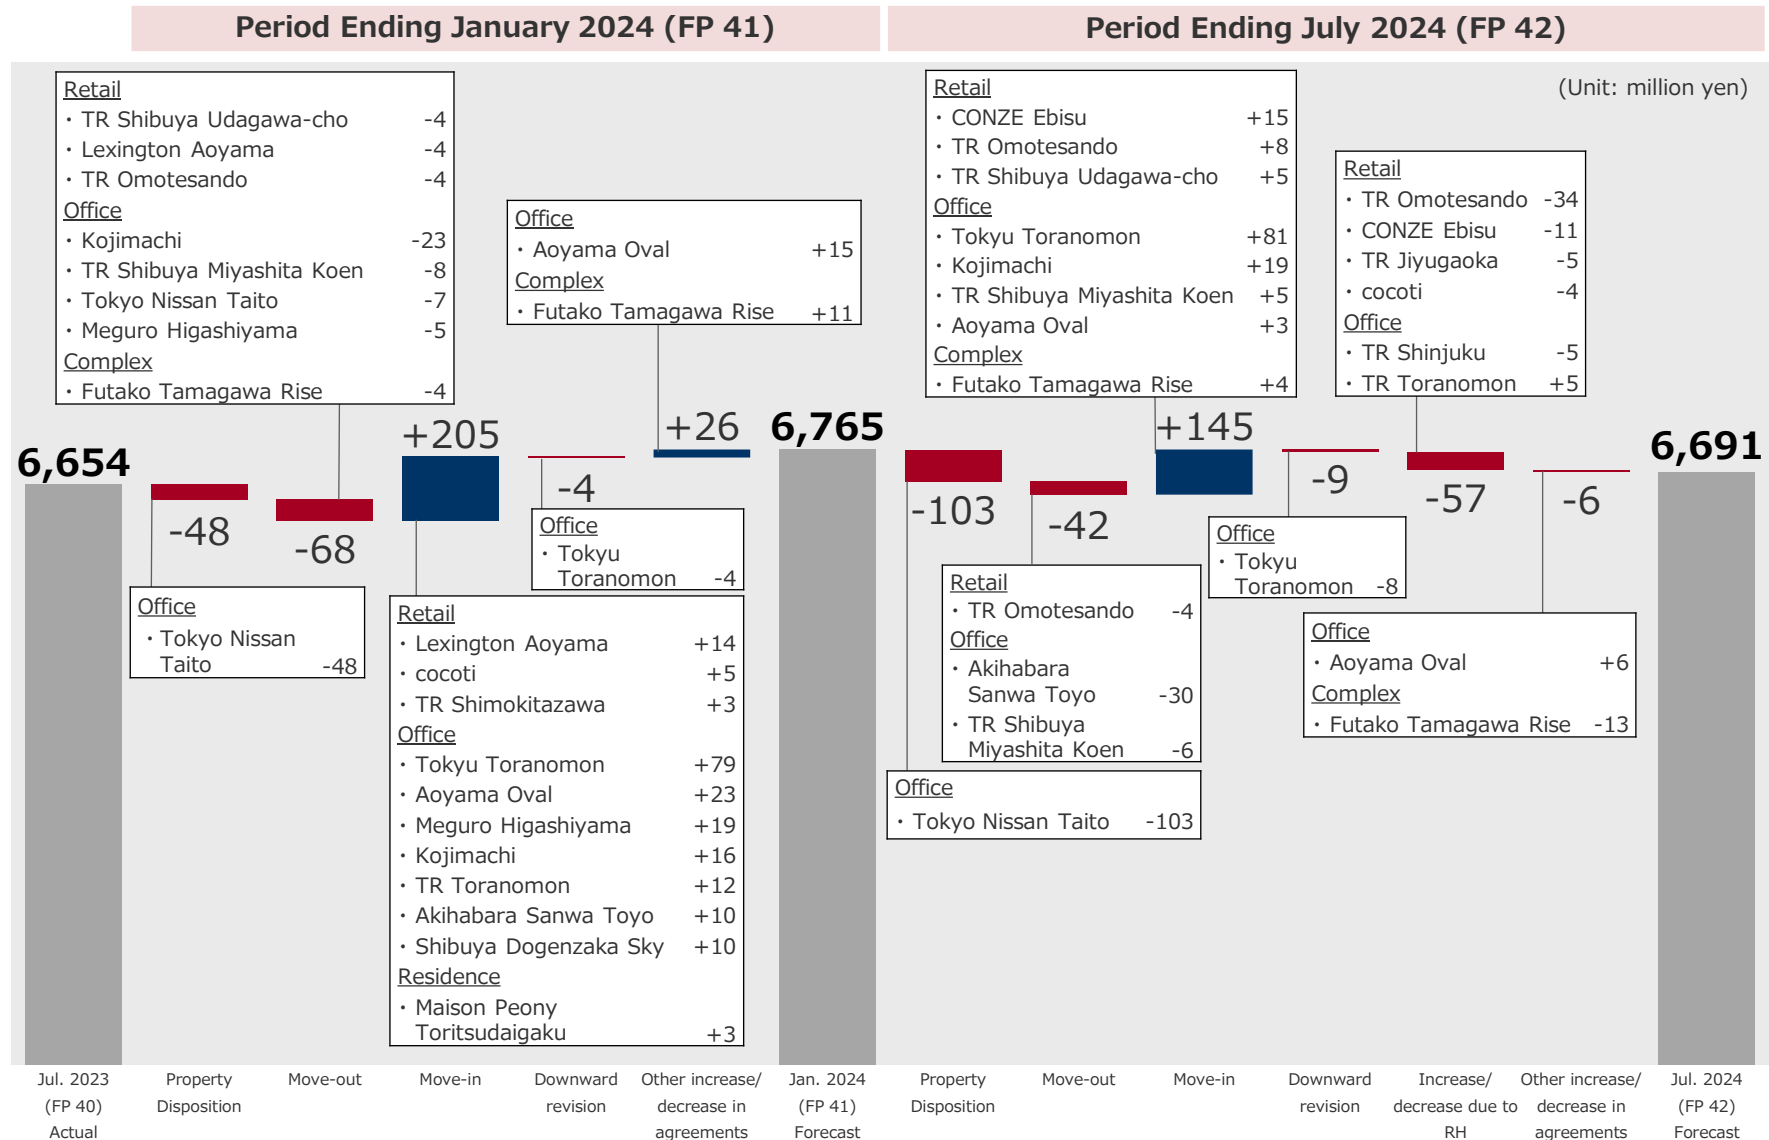 Period Ending January 2024 (FP 41)
Period Ending July 2024 (FP 42)
(Unit: million yen)
Retail
・TR Shibuya Udagawa-cho -4
・Lexington Aoyama -4
・TR Omotesando -4
Office
・Kojimachi -23
・TR Shibuya Miyashita Koen -8
・Tokyo Nissan Taito -7
・Meguro Higashiyama -5
Complex
・Futako Tamagawa Rise -4
Office
・Aoyama Oval +15
Complex
・Futako Tamagawa Rise +11
6,654
-48
-68
+205
-4
+26
6,765
Office
・Tokyo Nissan
Taito -48
Office
・Tokyu
Toranomon -4
Retail
・Lexington Aoyama +14
・cocoti +5
・TR Shimokitazawa +3
Office
・Tokyu Toranomon +79
・Aoyama Oval +23
・Meguro Higashiyama +19
・Kojimachi +16
・TR Toranomon +12
・Akihabara Sanwa Toyo +10
・Shibuya Dogenzaka Sky +10
Residence
・Maison Peony
Toritsudaigaku +3
Retail
・CONZE Ebisu +15
・TR Omotesando +8
・TR Shibuya Udagawa-cho +5
Office
・Tokyu Toranomon +81
・Kojimachi +19
・TR Shibuya Miyashita Koen +5
・Aoyama Oval +3
Complex
・Futako Tamagawa Rise +4
Retail
・TR Omotesando -34
・CONZE Ebisu -11
・TR Jiyugaoka -5
・cocoti -4
Office
・TR Shinjuku -5
・TR Toranomon +5
-103
-42
+145
-9
-57
-6
6,691
Office
・Tokyu
Toranomon -8
Retail
・TR Omotesando -4
Office
・Akihabara
Sanwa Toyo -30
・TR Shibuya
Miyashita Koen -6
Office
・Aoyama Oval +6
Complex
・Futako Tamagawa Rise -13
Office
・Tokyo Nissan Taito -103
Jul. 2023
(FP 40)
Actual
Property
Disposition
Move-out
Move-in
Downward
revision
Other increase/
decrease in
agreements
Jan. 2024
(FP 41)
Forecast
Property
Disposition
Move-out
Move-in
Downward
revision
Increase/
decrease due to
RH
Other increase/
decrease in
agreements
Jul. 2024
(FP 42)
Forecast